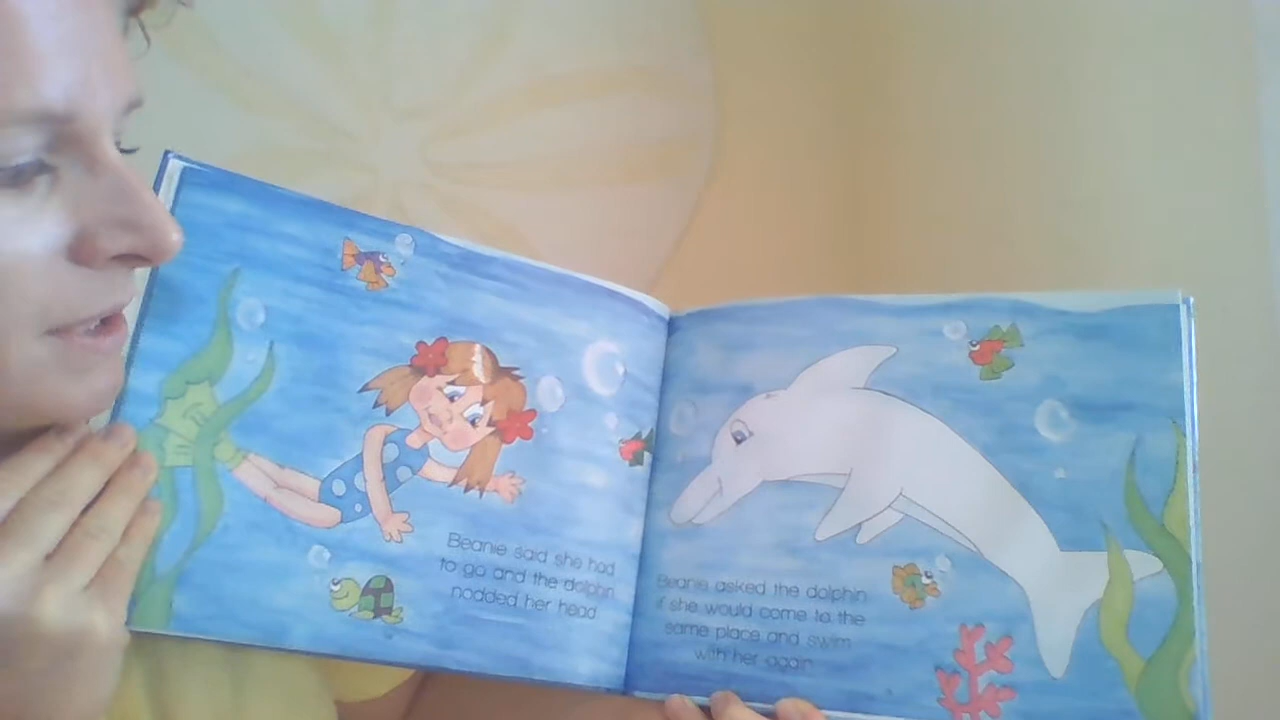 Beanie said she had
to go and the dolphin
nodded her head
Beanie asked the dolphin
if she would come to the
same place and swim
with her again